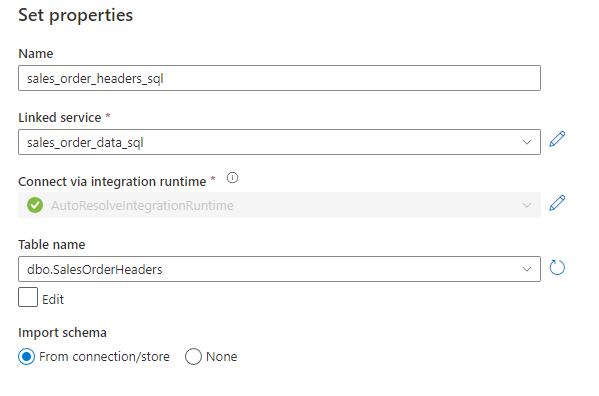 Set properties
Name
sales_order_headers_sql
Linked service *
sales_order_data_sql
Connect via integration runtime *
AutoResolveIntegrationRuntime
Table name
dbo.SalesOrderHeaders
Edit
Import schema
From connection/store None